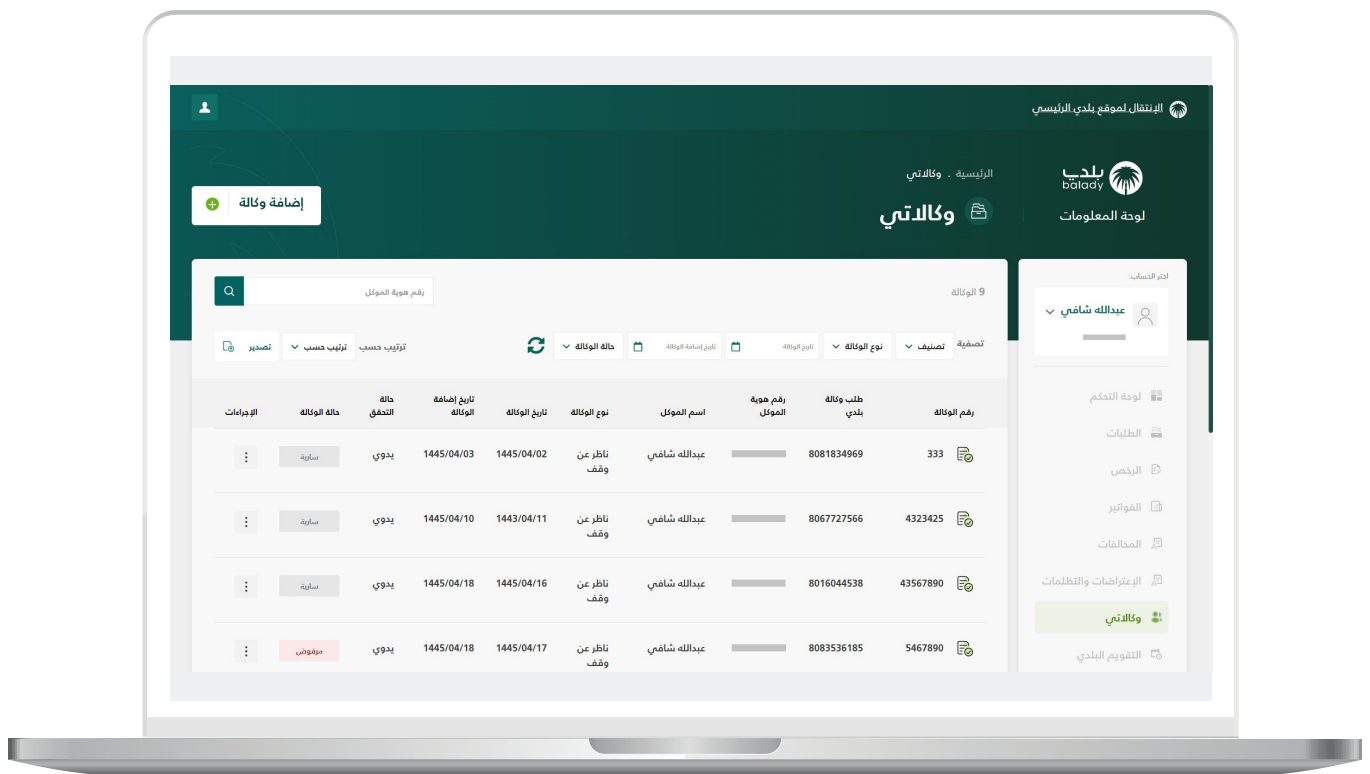 الإنتقال لموقع بلدي الرئيسي
بلدي
balady
لوحة المعلومات
الرئيسية . وكالاتي
وكالاتي
إضافة وكالة
اختر الحساب:
عبدالله شافي
لوحة التحكم
الطلبات
الرخص
الفواتير
المخالفات
الإعتراضات والتظلمات
وكالاتي
التقويم البلدي
9 الوكالة
رقم هوية الموكل
تصفية
تصنيف
نوع الوكالة
تاريخ الوكالة
تاريخ إضافة الوكالة
حالة الوكالة
ترتيب حسب
ترتيب حسب
تصدير
رقم الوكالة
طلب وكالة بلدي
رقم هوية الموكل
اسم الموكل
نوع الوكالة
تاريخ الوكالة
تاريخ إضافة الوكالة
حالة التحقق
حالة الوكالة
الإجراءات
333 8081834969 عبدالله شافي ناظر عن وقف 1445/04/02 1445/04/03 يدوي سارية
4323425 8067727566 عبدالله شافي ناظر عن وقف 1443/04/11 1445/04/10 يدوي سارية
43567890 8016044538 عبدالله شافي ناظر عن وقف 1445/04/16 1445/04/18 يدوي سارية
5467890 8083536185 عبدالله شافي ناظر عن وقف 1445/04/17 1445/04/18 يدوي مرفوض